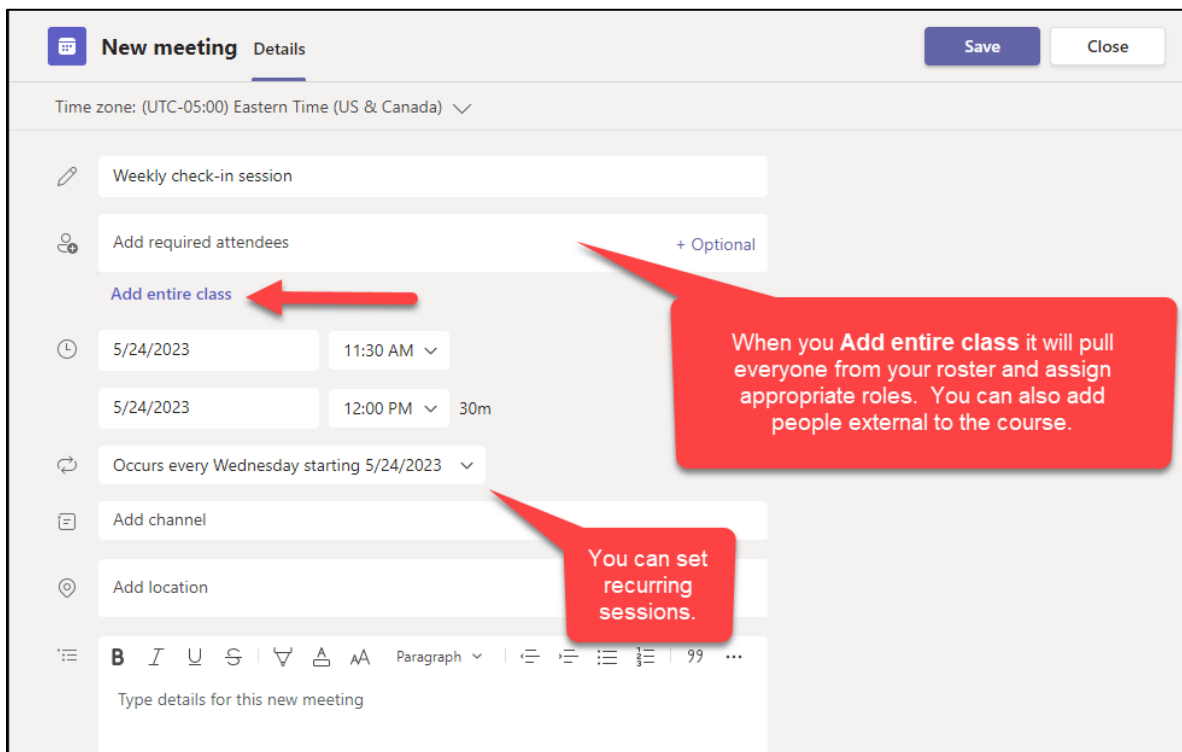 New meeting Details Save Close
Time zone: (UTC-05:00) Eastern Time (US & Canada)
Weekly check-in session
Add required attendees + Optional
Add entire class
When you Add entire class it will pull
everyone from your roster and assign
appropriate roles. You can also add
people external to the course.
5/24/2023 11:30 AM
5/24/2023 12:00 PM 30m
Occurs every Wednesday starting 5/24/2023
Add channel
You can set
recurring
sessions.
Add location
B I U S A AA Paragraph 99 ...
Type details for this new meeting